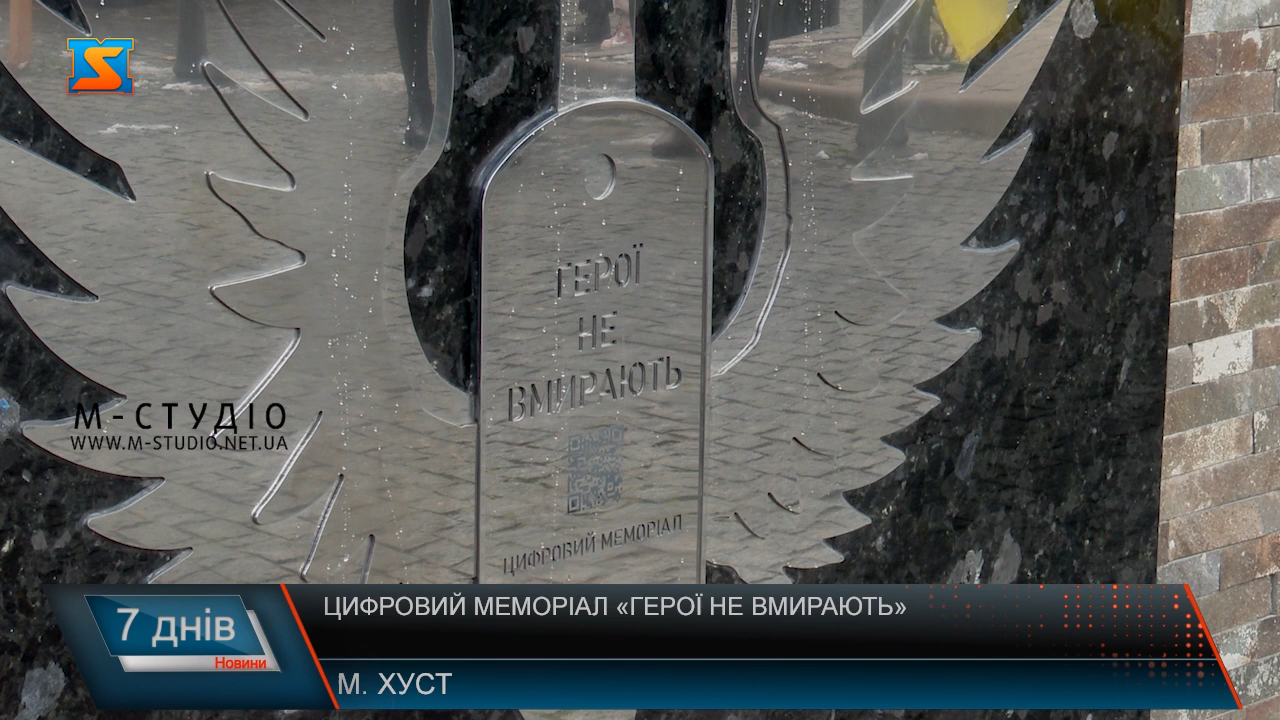 S
ГЕРОЇ
НЕ
ВМИРАЮТЬ
ЦИФРОВИЙ МЕМОРІАЛ
М-СТУДІО
WWW.M-STUDIO.NET.UA
7 днів
Новини
ЦИФРОВИЙ МЕМОРІАЛ «ГЕРОЇ НЕ ВМИРАЮТЬ»
М. ХУСТ